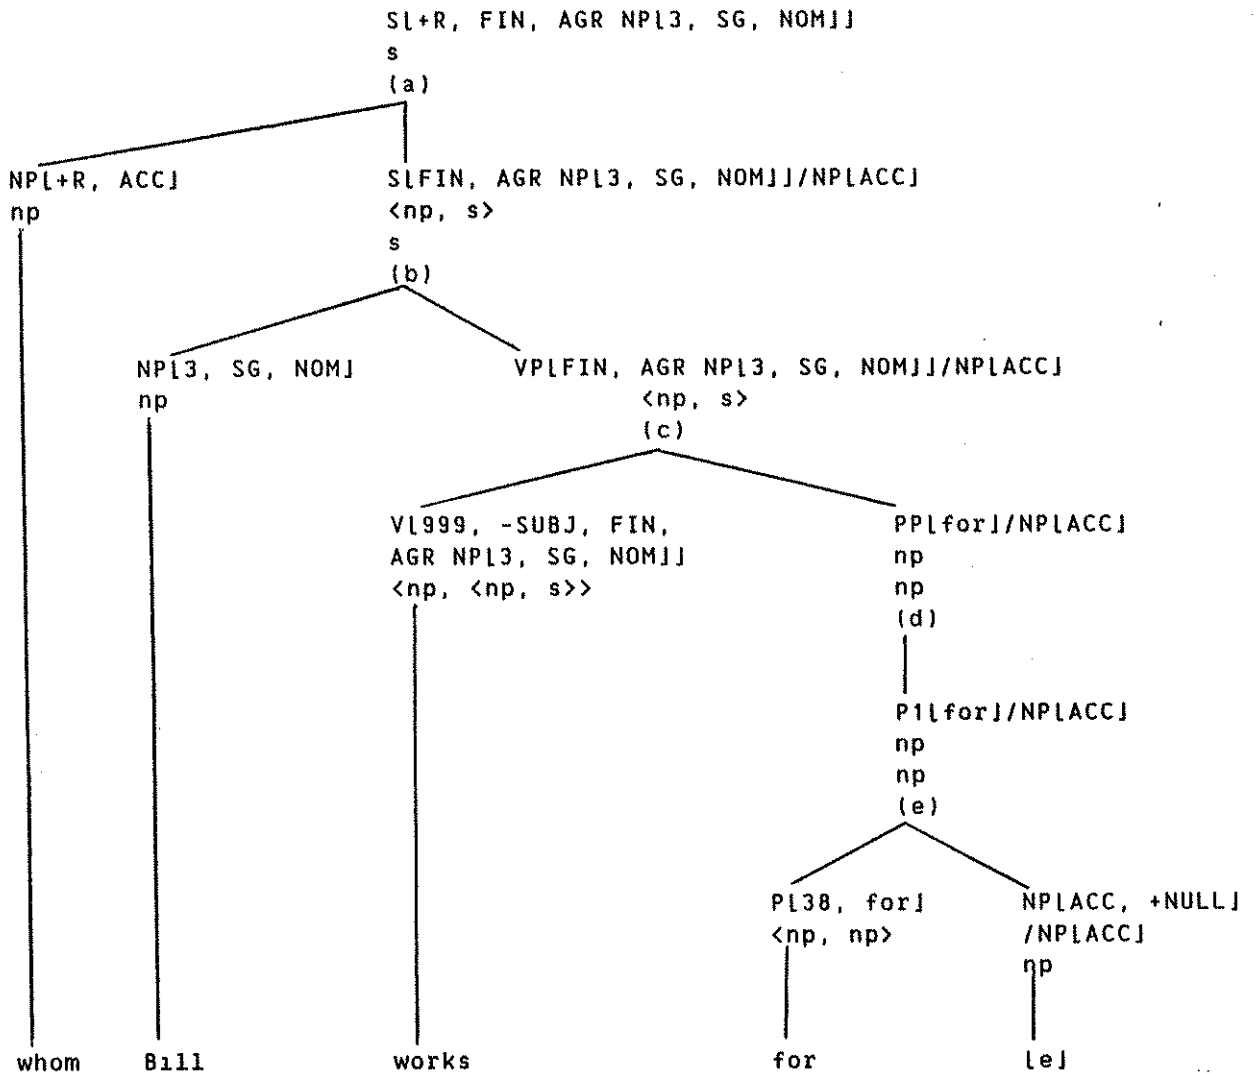 S[+R, FIN, AGR NP[3, SG, NOM]]
s
(a)
NP[+R, ACC] S[FIN, AGR NP[3, SG, NOM]]/NP[ACC]
np <np, s>
s
(b)
NP[3, SG, NOM] VP[FIN, AGR NP[3, SG, NOM]]/NP[ACC]
np <np, s>
(c)
V[999, -SUBJ, FIN, PP[for]/NP[ACC]
AGR NP[3, SG, NOM]] np
<np, <np, s>> np
(d)
P1[for]/NP[ACC]
np
np
(e)
P[38, for] NP[ACC, +NULL]
<np, np> /NP[ACC]
np
whom Bill works for [e]